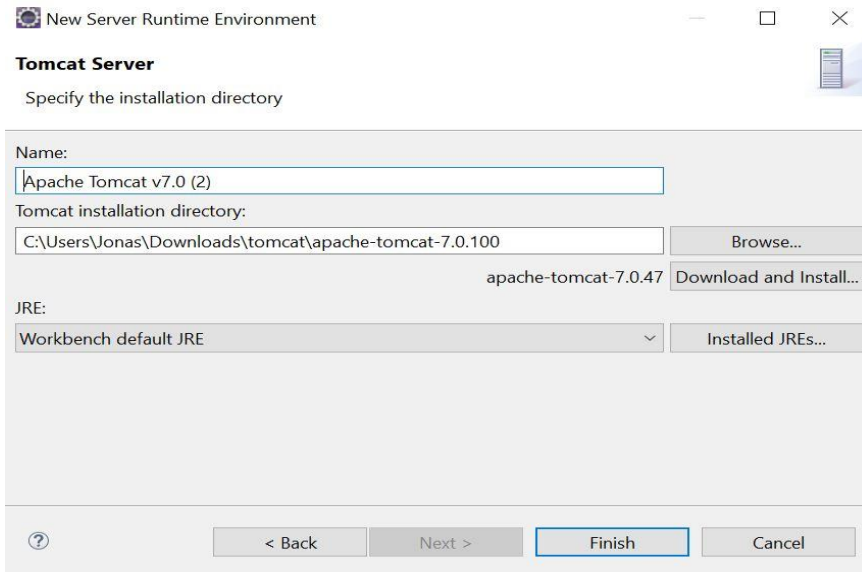 New Server Runtime Environment
Tomcat Server
Specify the installation directory
Name:
Apache Tomcat v7.0 (2)
Tomcat installation directory:
C:\Users\Jonas\Downloads\tomcat\apache-tomcat-7.0.100
Browse...
apache-tomcat-7.0.47
Download and Install...
JRE:
Workbench default JRE
Installed JREs...
?
< Back
Next >
Finish
Cancel